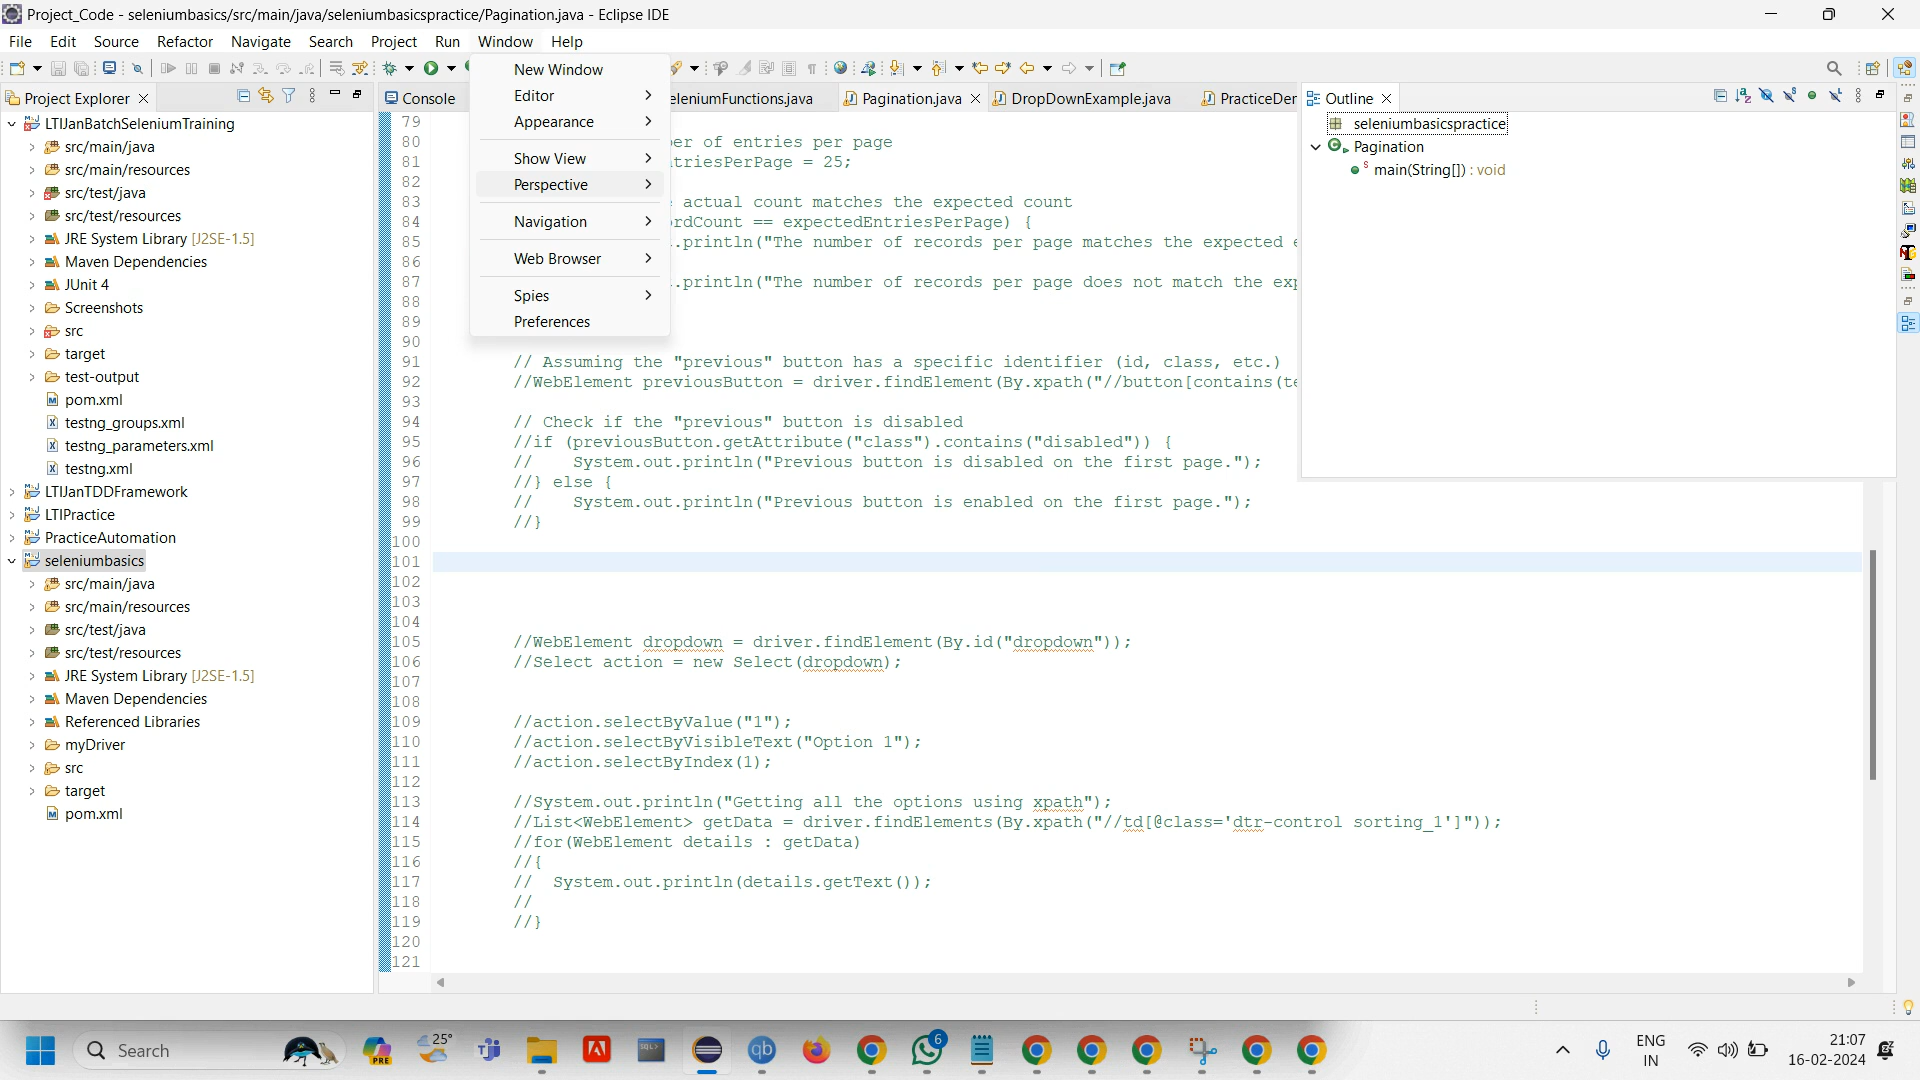 Project_Code - seleniumbasics/src/main/java/seleniumbasicspractice/Pagination.java - Eclipse IDE
File Edit Source Refactor Navigate Search Project Run Window Help
Project Explorer
LTIJanBatchSeleniumTraining
src/main/java
src/main/resources
src/test/java
src/test/resources
JRE System Library [J2SE-1.5]
Maven Dependencies
JUnit 4
Screenshots
src
target
test-output
pom.xml
testng_groups.xml
testng_parameters.xml
testng.xml
LTIJanTDDFramework
LTIPractice
PracticeAutomation
seleniumbasics
src/main/java
src/main/resources
src/test/java
src/test/resources
JRE System Library [J2SE-1.5]
Maven Dependencies
Referenced Libraries
myDriver
src
target
pom.xml
New Window
Editor
Appearance
Show View
Perspective
Navigation
Web Browser
Spies
Preferences
Console eleniumFunctions.java Pagination.java DropDownExample.java PracticeDer
79
80 er of entries per page
81 triesPerPage = 25;
82
83 actual count matches the expected count
84 rdCount == expectedEntriesPerPage) {
85 .println("The number of records per page matches the expected e
86
87 .println("The number of records per page does not match the exp
88
89
90
91 // Assuming the "previous" button has a specific identifier (id, class, etc.)
92 //WebElement previousButton = driver.findElement(By.xpath("//button[contains(te
93
94 // Check if the "previous" button is disabled
95 //if (previousButton.getAttribute("class").contains("disabled")) {
96 // System.out.println("Previous button is disabled on the first page.");
97 //} else {
98 // System.out.println("Previous button is enabled on the first page.");
99 //}
100
101
102
103
104
105 //WebElement dropdown = driver.findElement(By.id("dropdown"));
106 //Select action = new Select(dropdown);
107
108
109 //action.selectByValue("1");
110 //action.selectByVisibleText("Option 1");
111 //action.selectByIndex(1);
112
113 //System.out.println("Getting all the options using xpath");
114 //List<WebElement> getData = driver.findElements(By.xpath("//td[@class='dtr-control sorting_1']"));
115 //for(WebElement details : getData)
116 //{
117 // System.out.println(details.getText());
118 //
119 //}
120
121
Outline
seleniumbasicspractice
Pagination
main(String[]) : void
Search
PRE
25°
SQL>
qb
6
ENG
IN
21:07
16-02-2024